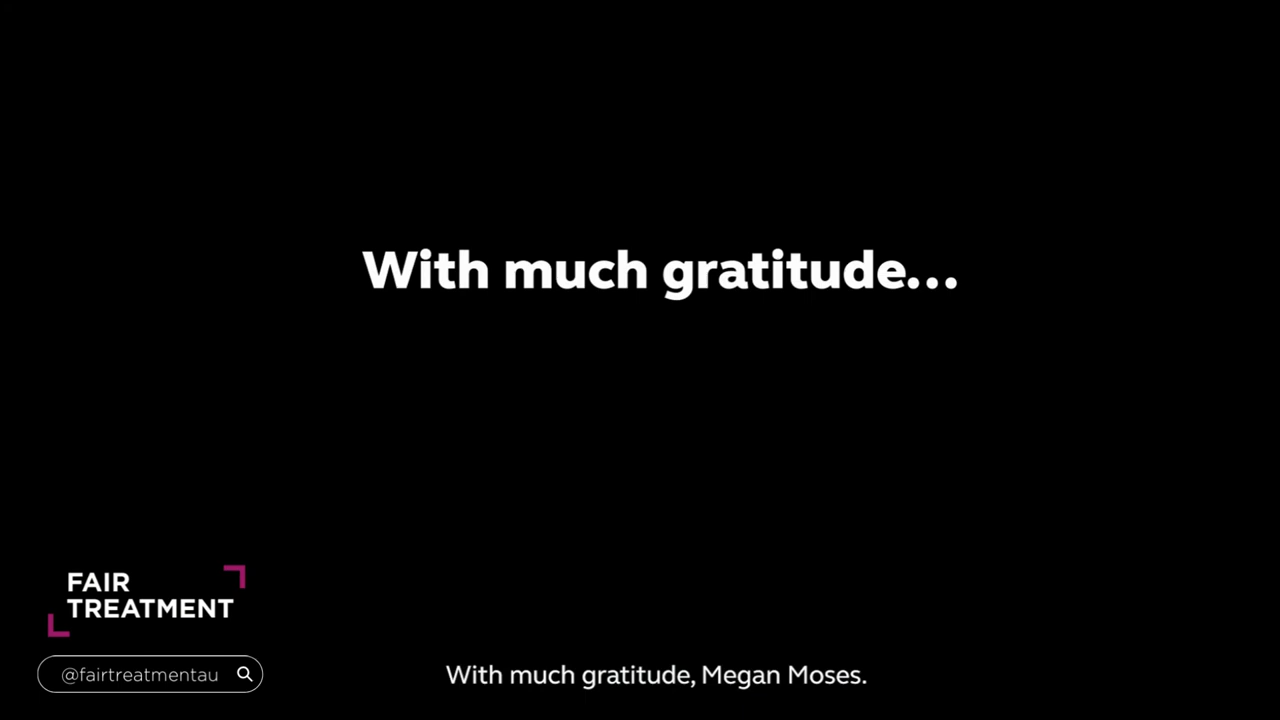 With much gratitude...
FAIR
TREATMENT
@fairtreatmentau
With much gratitude, Megan Moses.